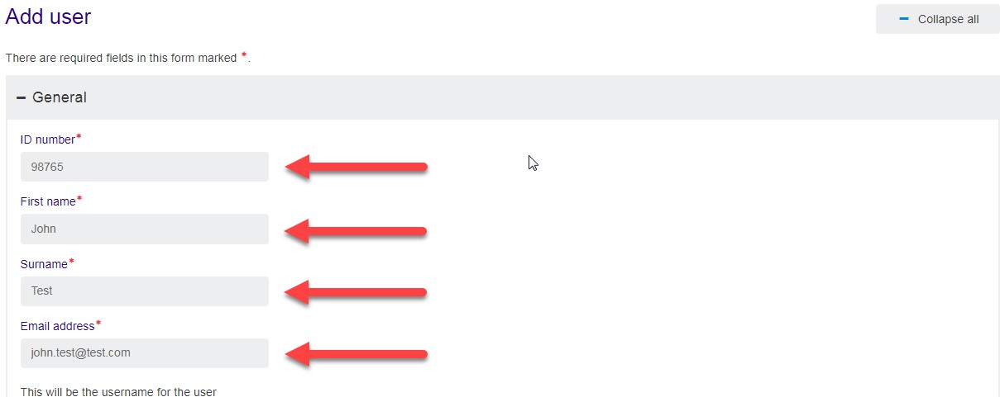 Add user
Collapse all
There are required fields in this form marked *.
General
ID number*
98765
First name*
John
Surname*
Test
Email address*
john.test@test.com
This will be the username for the user